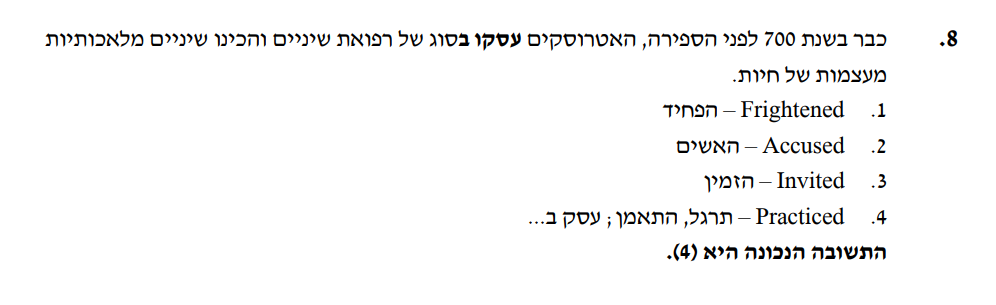 8. כבר בשנת 700 לפני הספירה, האטרוסקים עסקו בסוג של רפואת שיניים והכינו שיניים מלאכותיות
מעצמות של חיות.
1. Frightened – הפחיד
2. Accused – האשים
3. Invited – הזמין
4. Practiced – תרגל, התאמן ; עסק ב...
התשובה הנכונה היא (4).